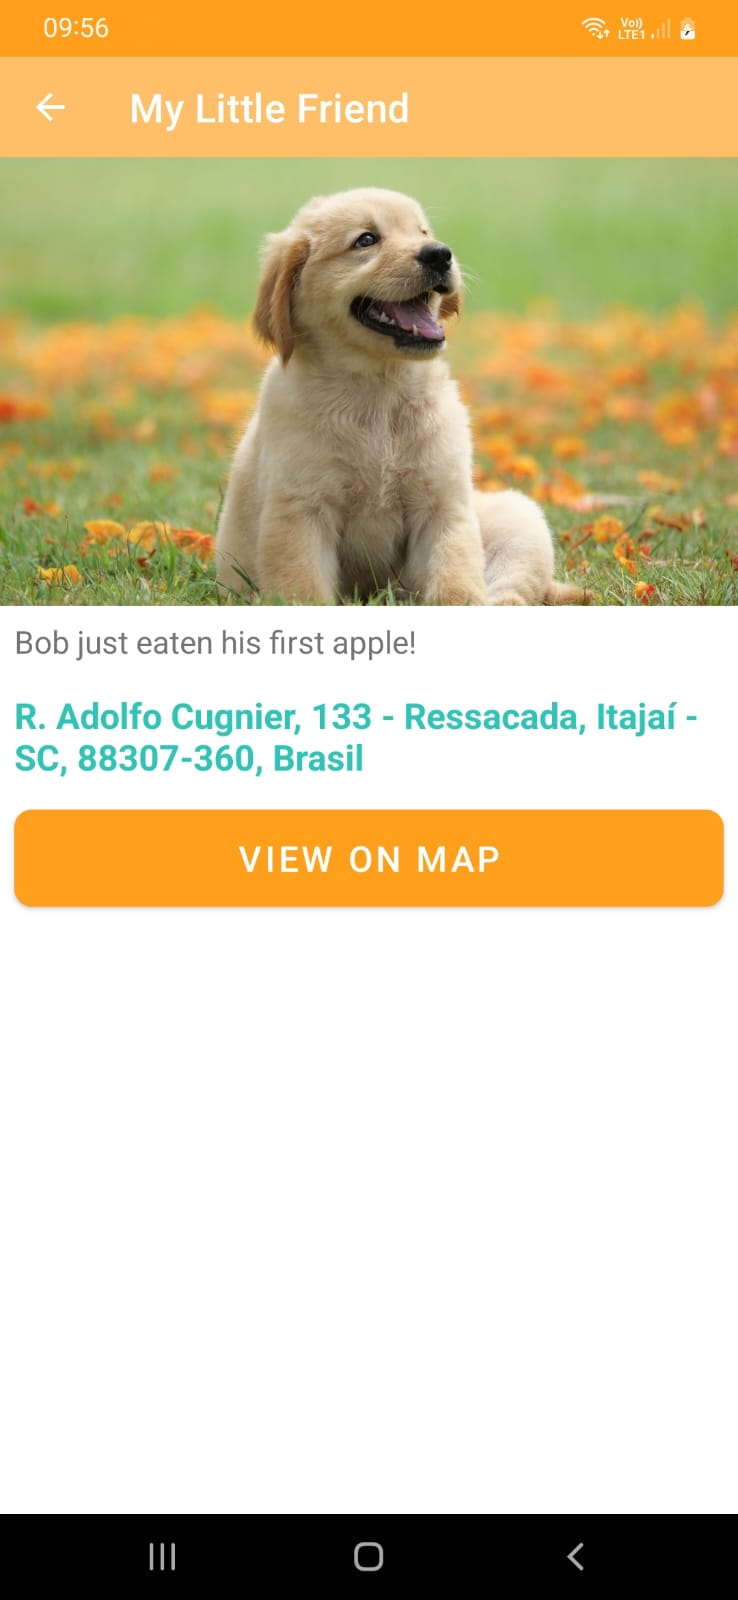 09:56
Vo))
LTE1
My Little Friend
Bob just eaten his first apple!
R. Adolfo Cugnier, 133 - Ressacada, Itajaí -
SC, 88307-360, Brasil
VIEW ON MAP